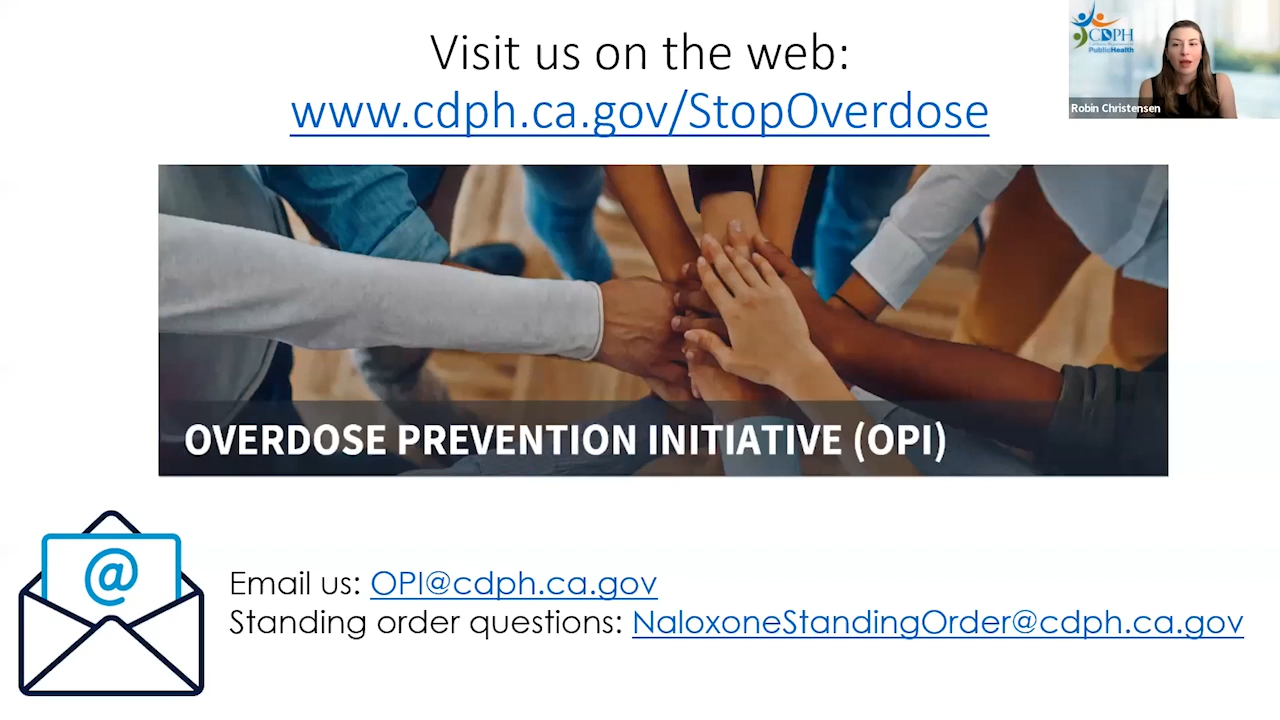 Visit us on the web:
www.cdph.ca.gov/StopOverdose
CDPH
PublicHealth
Robin Christensen
OVERDOSE PREVENTION INITIATIVE (OPI)
@
Email us: OPI@cdph.ca.gov
Standing order questions: NaloxoneStandingOrder@cdph.ca.gov